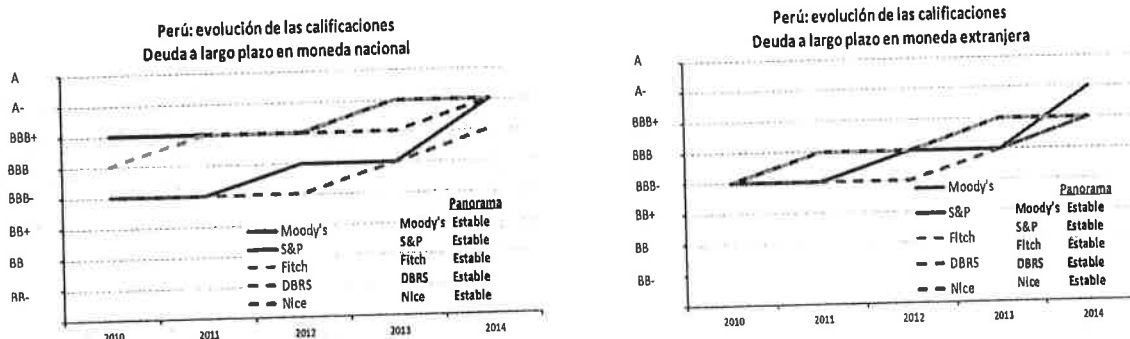 Perú: evolución de las calificaciones
Deuda a largo plazo en moneda nacional
A
A-
BBB+
BBB
BBB-
BB+
BB
BB-
Moody's
S&P
Fitch
DBRS
Nice
Panorama
Moody's Estable
S&P Estable
Fitch Estable
DBRS Estable
Nice Estable
2010 2011 2012 2013 2014
Perú: evolución de las calificaciones
Deuda a largo plazo en moneda extranjera
A
A-
BBB+
BBB
BBB-
BB+
BB
BB-
Moody's
S&P
Fitch
DBRS
Nice
Panorama
Moody's Estable
S&P Estable
Fitch Estable
DBRS Estable
Nice Estable
2010 2011 2012 2013 2014